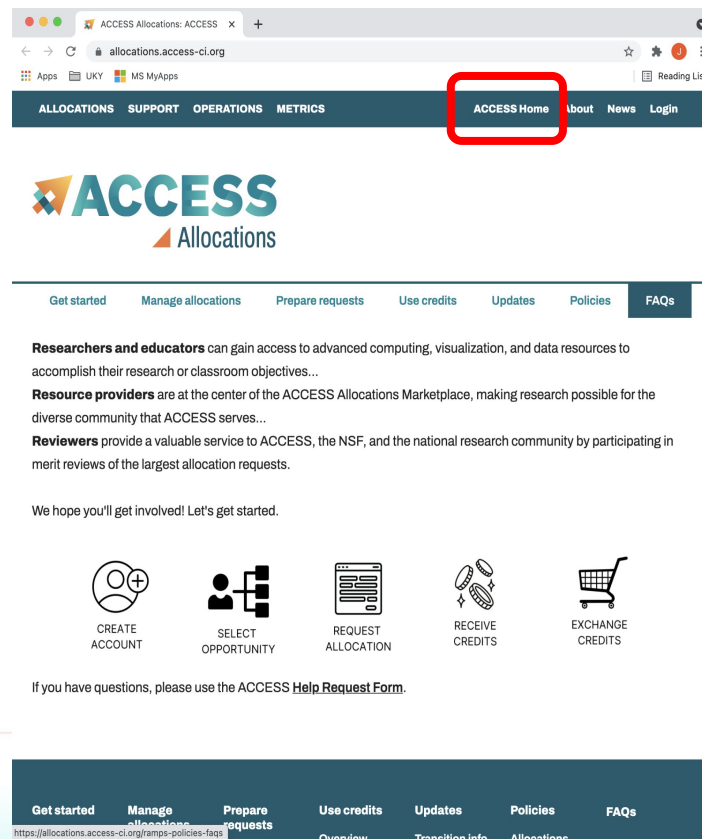 ACCESS Allocations: ACCESS
allocations.access-ci.org
J
Apps UKY MS MyApps Reading Lis
ALLOCATIONS SUPPORT OPERATIONS METRICS ACCESS Home About News Login
ACCESS
Allocations
Get started Manage allocations Prepare requests Use credits Updates Policies FAQs
Researchers and educators can gain access to advanced computing, visualization, and data resources to
accomplish their research or classroom objectives...
Resource providers are at the center of the ACCESS Allocations Marketplace, making research possible for the
diverse community that ACCESS serves...
Reviewers provide a valuable service to ACCESS, the NSF, and the national research community by participating in
merit reviews of the largest allocation requests.
We hope you'll get involved! Let's get started.
CREATE
ACCOUNT
SELECT
OPPORTUNITY
REQUEST
ALLOCATION
RECEIVE
CREDITS
EXCHANGE
CREDITS
If you have questions, please use the ACCESS Help Request Form.
Get started Manage allocations Prepare requests Use credits Updates Policies FAQs
Overview Transition info Allocations
https://allocations.access-ci.org/ramps-policies-faqs